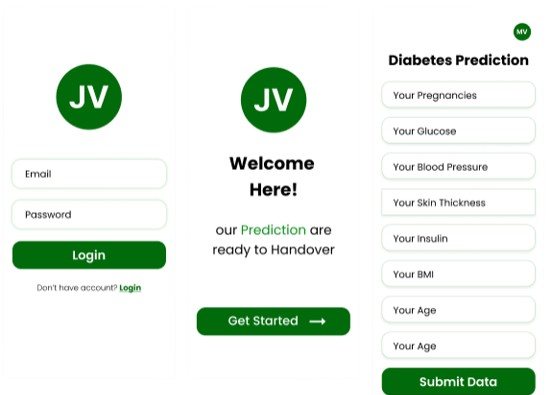 JV
Email
Password
Login
Don't have account? Login
JV
Welcome
Here!
our Prediction are
ready to Handover
Get Started
MV
Diabetes Prediction
Your Pregnancies
Your Glucose
Your Blood Pressure
Your Skin Thickness
Your Insulin
Your BMI
Your Age
Your Age
Submit Data